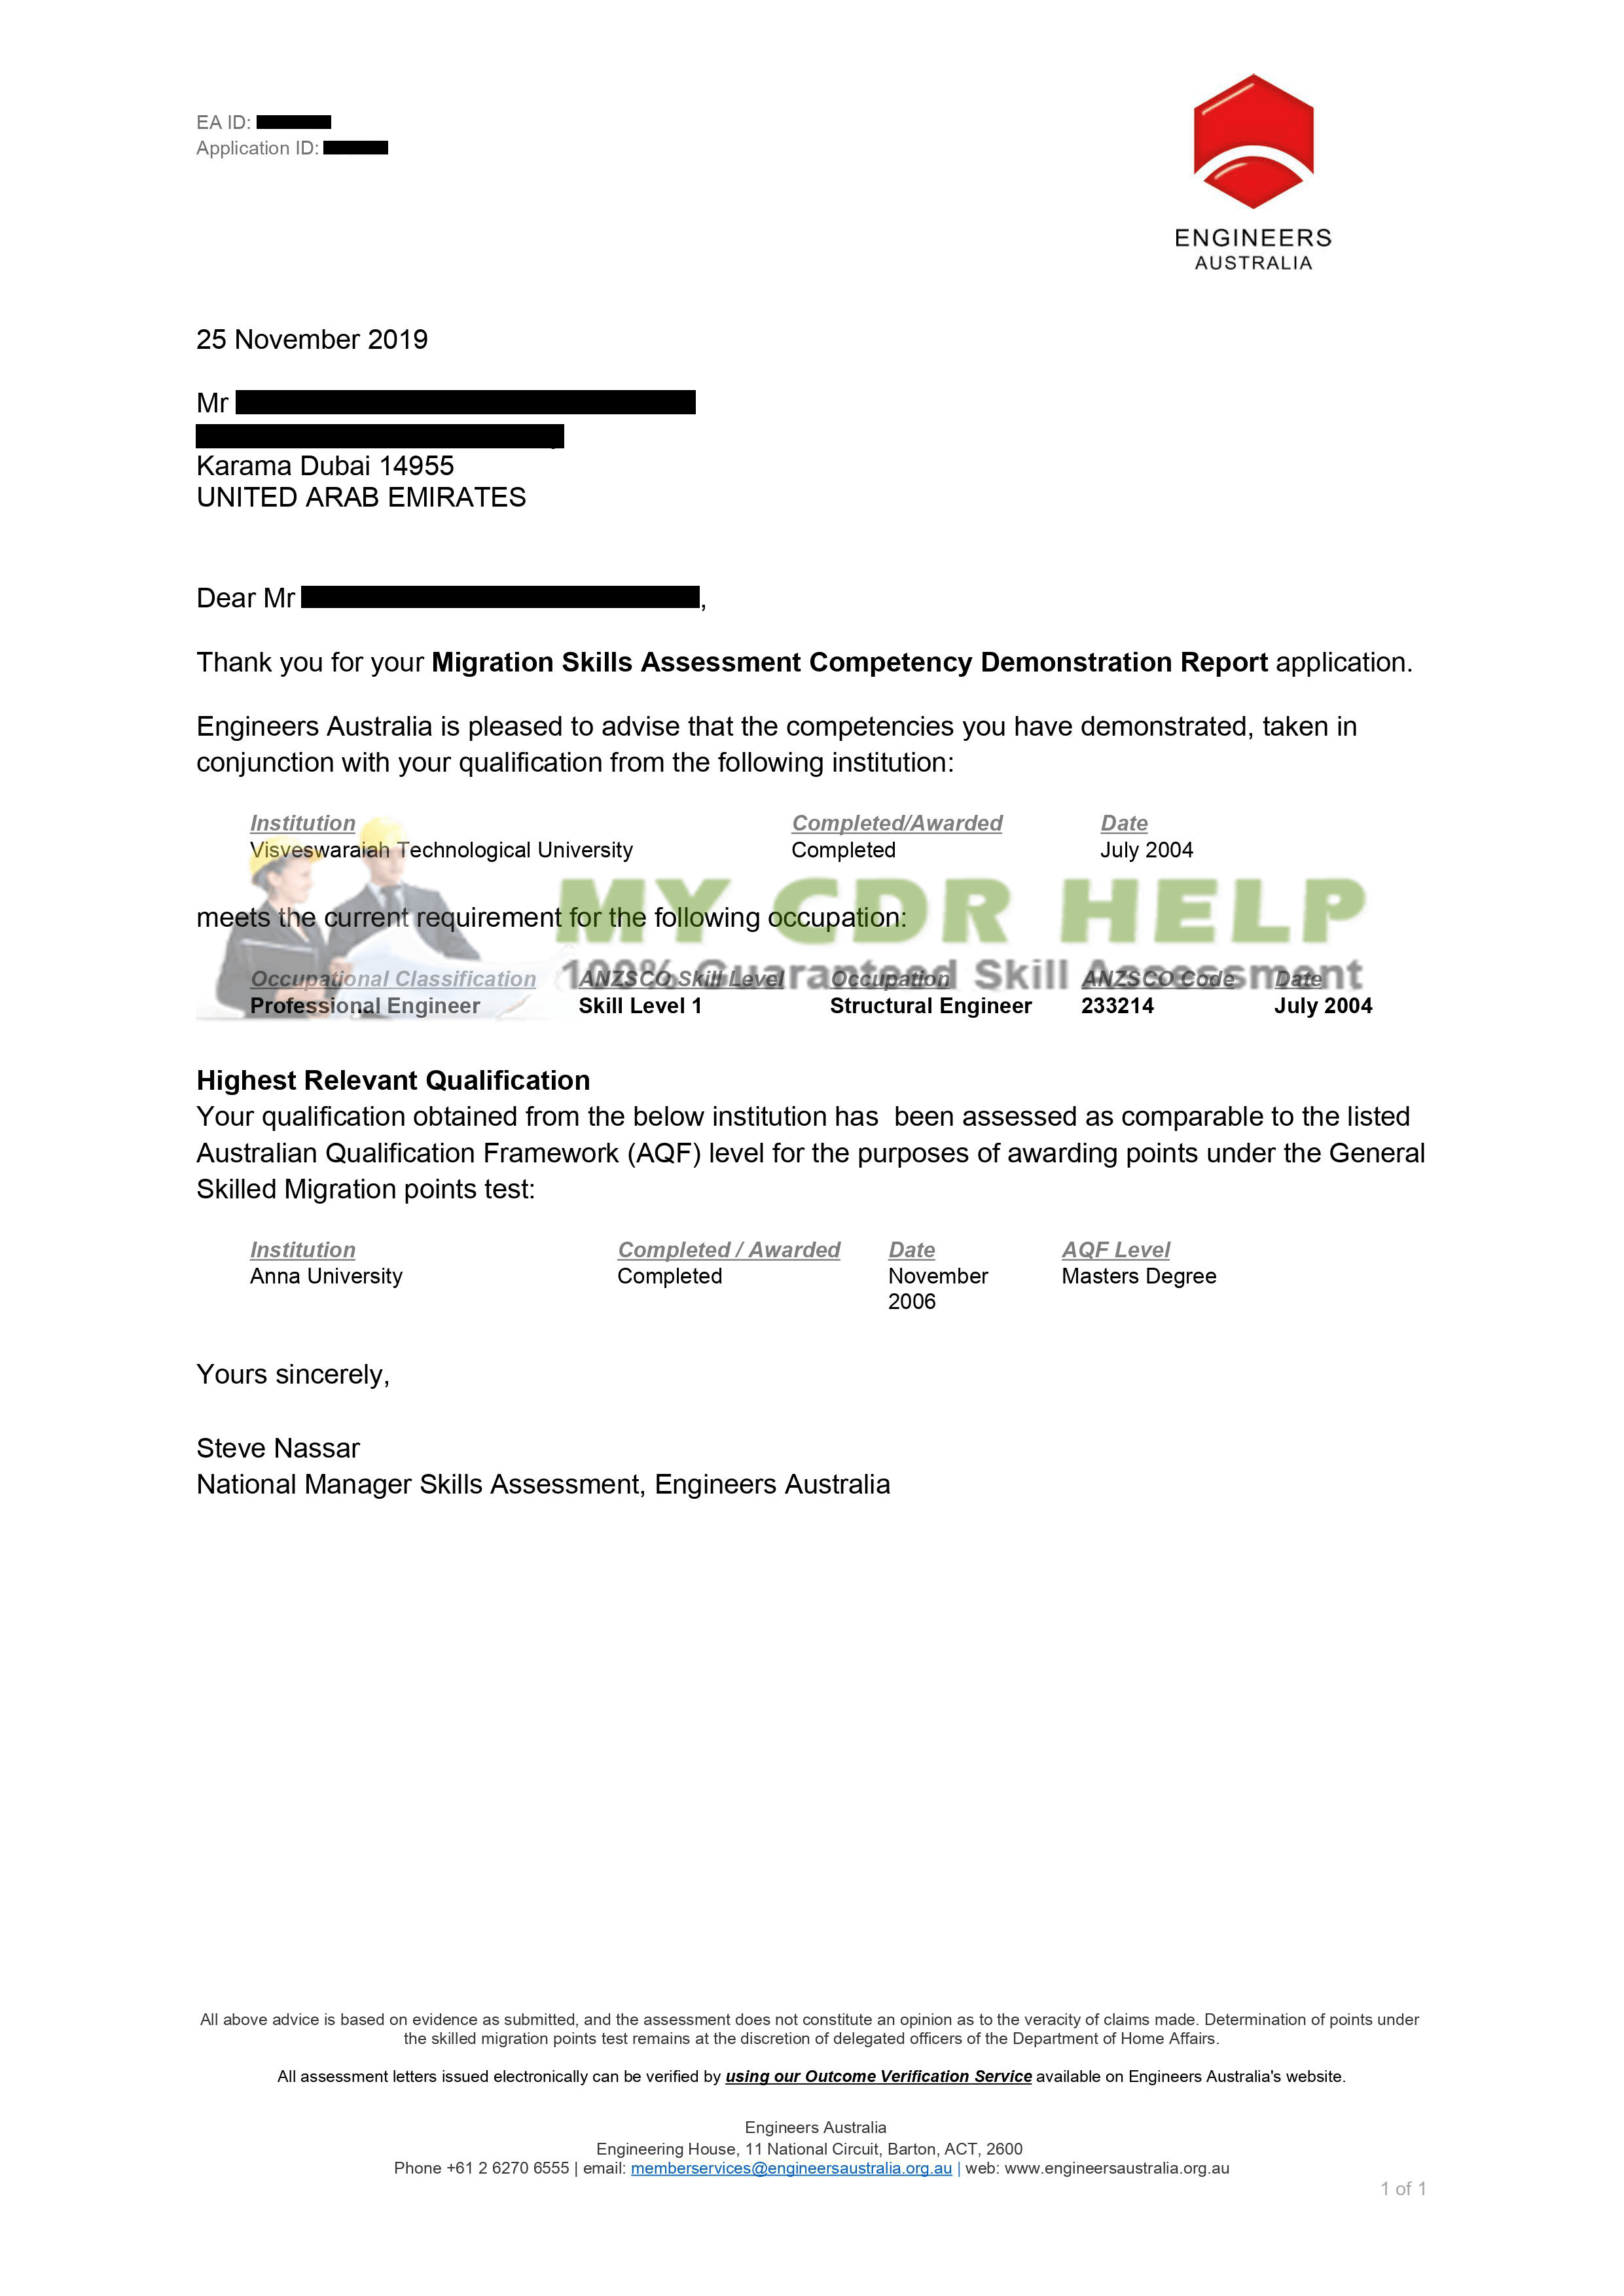 EA ID:
Application ID:
ENGINEERS
AUSTRALIA
25 November 2019
Mr
Karama Dubai 14955
UNITED ARAB EMIRATES
Dear Mr ,
Thank you for your Migration Skills Assessment Competency Demonstration Report application.
Engineers Australia is pleased to advise that the competencies you have demonstrated, taken in
conjunction with your qualification from the following institution:
Institution Completed/Awarded Date
Visveswaraiah Technological University Completed July 2004
MY CDR HELP
meets the current requirement for the following occupation:
100% Guaranteed Skill Assessment
Occupational Classification ANZSCO Skill Level Occupation ANZSCO Code Date
Professional Engineer Skill Level 1 Structural Engineer 233214 July 2004
Highest Relevant Qualification
Your qualification obtained from the below institution has  been assessed as comparable to the listed
Australian Qualification Framework (AQF) level for the purposes of awarding points under the General
Skilled Migration points test:
Institution Completed / Awarded Date AQF Level
Anna University Completed November Masters Degree
2006
Yours sincerely,
Steve Nassar
National Manager Skills Assessment, Engineers Australia
All above advice is based on evidence as submitted, and the assessment does not constitute an opinion as to the veracity of claims made. Determination of points under
the skilled migration points test remains at the discretion of delegated officers of the Department of Home Affairs.
All assessment letters issued electronically can be verified by using our Outcome Verification Service available on Engineers Australia's website.
Engineers Australia
Engineering House, 11 National Circuit, Barton, ACT, 2600
Phone +61 2 6270 6555 | email: memberservices@engineersaustralia.org.au | web: www.engineersaustralia.org.au
1 of 1